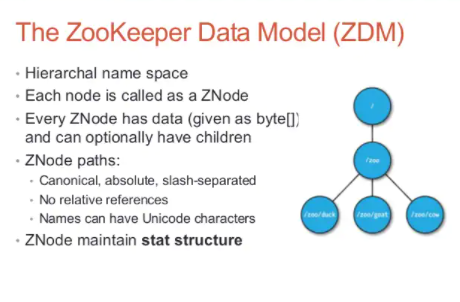 The ZooKeeper Data Model (ZDM)
• Hierarchal name space
• Each node is called as a ZNode
• Every ZNode has data (given as byte[])
and can optionally have children
• ZNode paths:
• Canonical, absolute, slash-separated
• No relative references
• Names can have Unicode characters
• ZNode maintain stat structure
/
/zoo
/zoo/duck
/zoo/goat
/zoo/cow